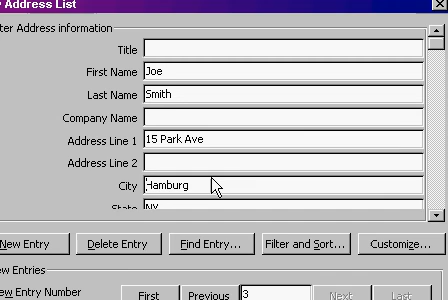 Address List
ter Address information
Title
First Name Joe
Last Name Smith
Company Name
Address Line 1 15 Park Ave
Address Line 2
City Hamburg
State NY
New Entry Delete Entry Find Entry... Filter and Sort... Customize...
ew Entries
ew Entry Number First Previous 3 Next Last